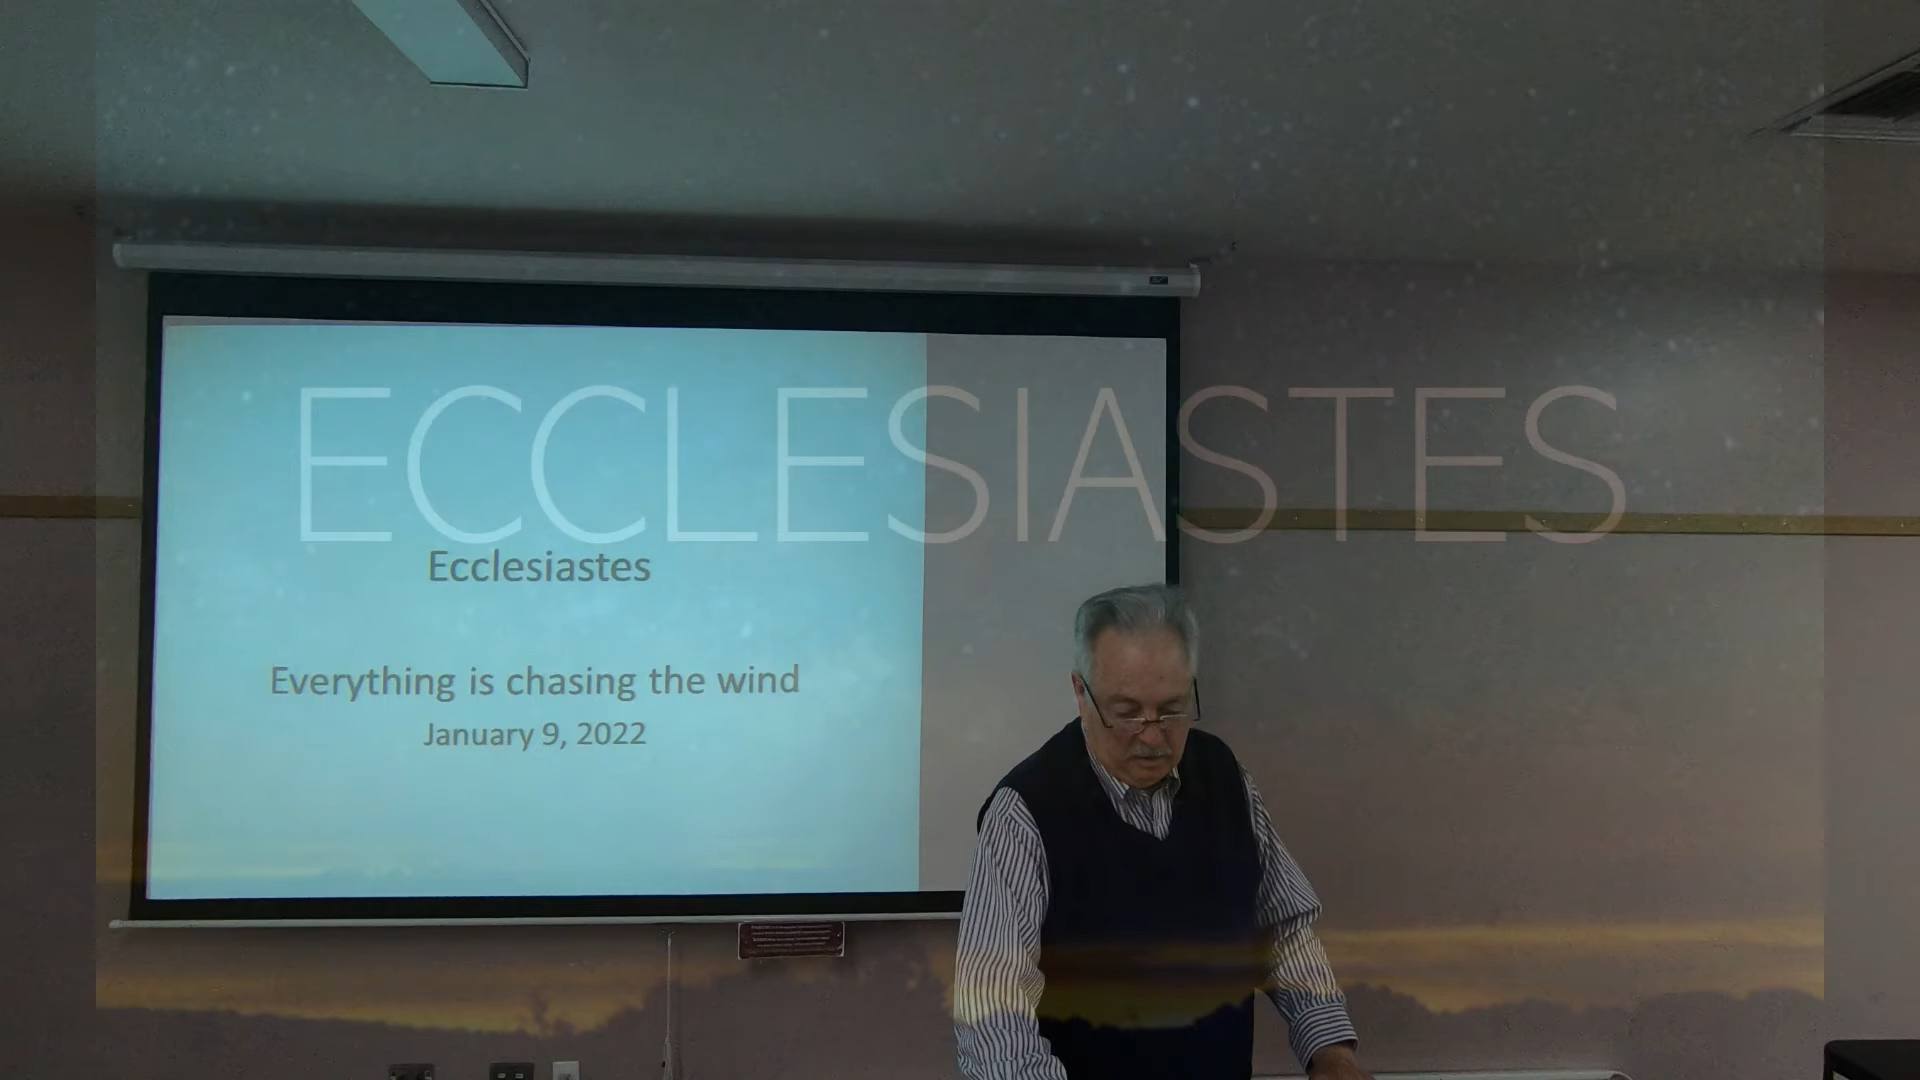 ECCLESIASTES
Ecclesiastes
Everything is chasing the wind
January 9, 2022